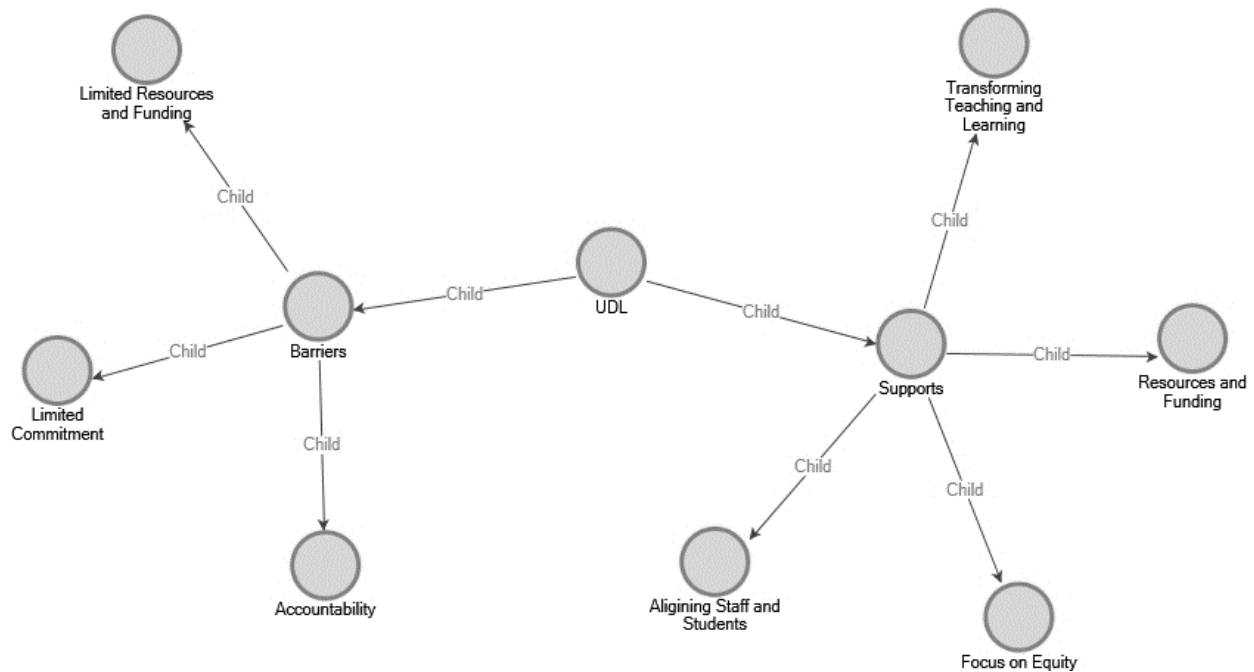 Limited Resources
and Funding
Transforming
Teaching and
Learning
Child
Child
UDL
Child
Child
Barriers
Child
Supports
Child
Resources and
Funding
Limited
Commitment
Child
Child
Child
Accountability
Aligining Staff and
Students
Focus on Equity